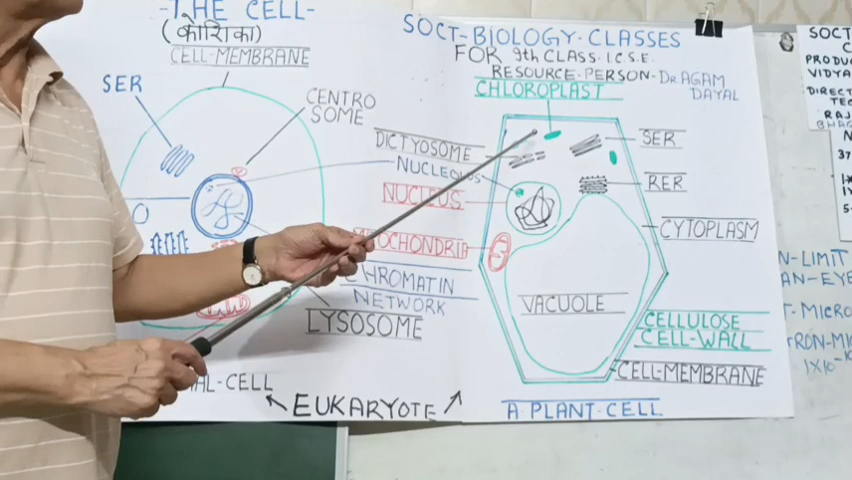 -THE CELL-
(कोशिका)
CELL-MEMBRANE
SER
CENTRO
SOME
SOCT-BIOLOGY-CLASSES
FOR 9th CLASS I.C.S.E.
RESOURCE-PERSON-Dr AGAM
DAYAL
CHLOROPLAST
DICTYOSOME
NUCLEOLUS
NUCLEUS
CHROMATIN
NETWORK
LYSOSOME
SER
RER
CYTOPLASM
VACUOLE
CELLULOSE
CELL-WALL
CELL-MEMBRANE
EUKARYOTE
A PLANT-CELL
SOCT